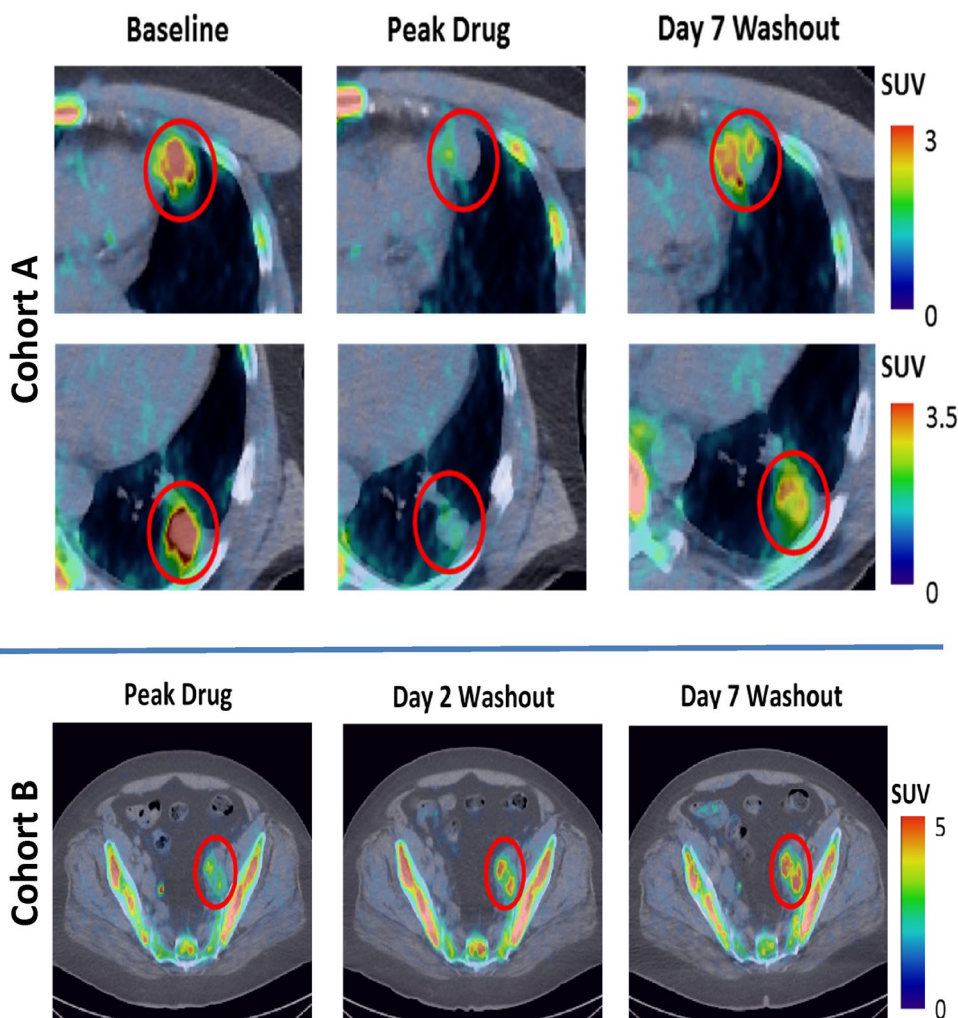 Baseline
Peak Drug
Day 7 Washout
SUV
3
0
Cohort A
SUV
3.5
0
Peak Drug
Day 2 Washout
Day 7 Washout
SUV
5
0
Cohort B